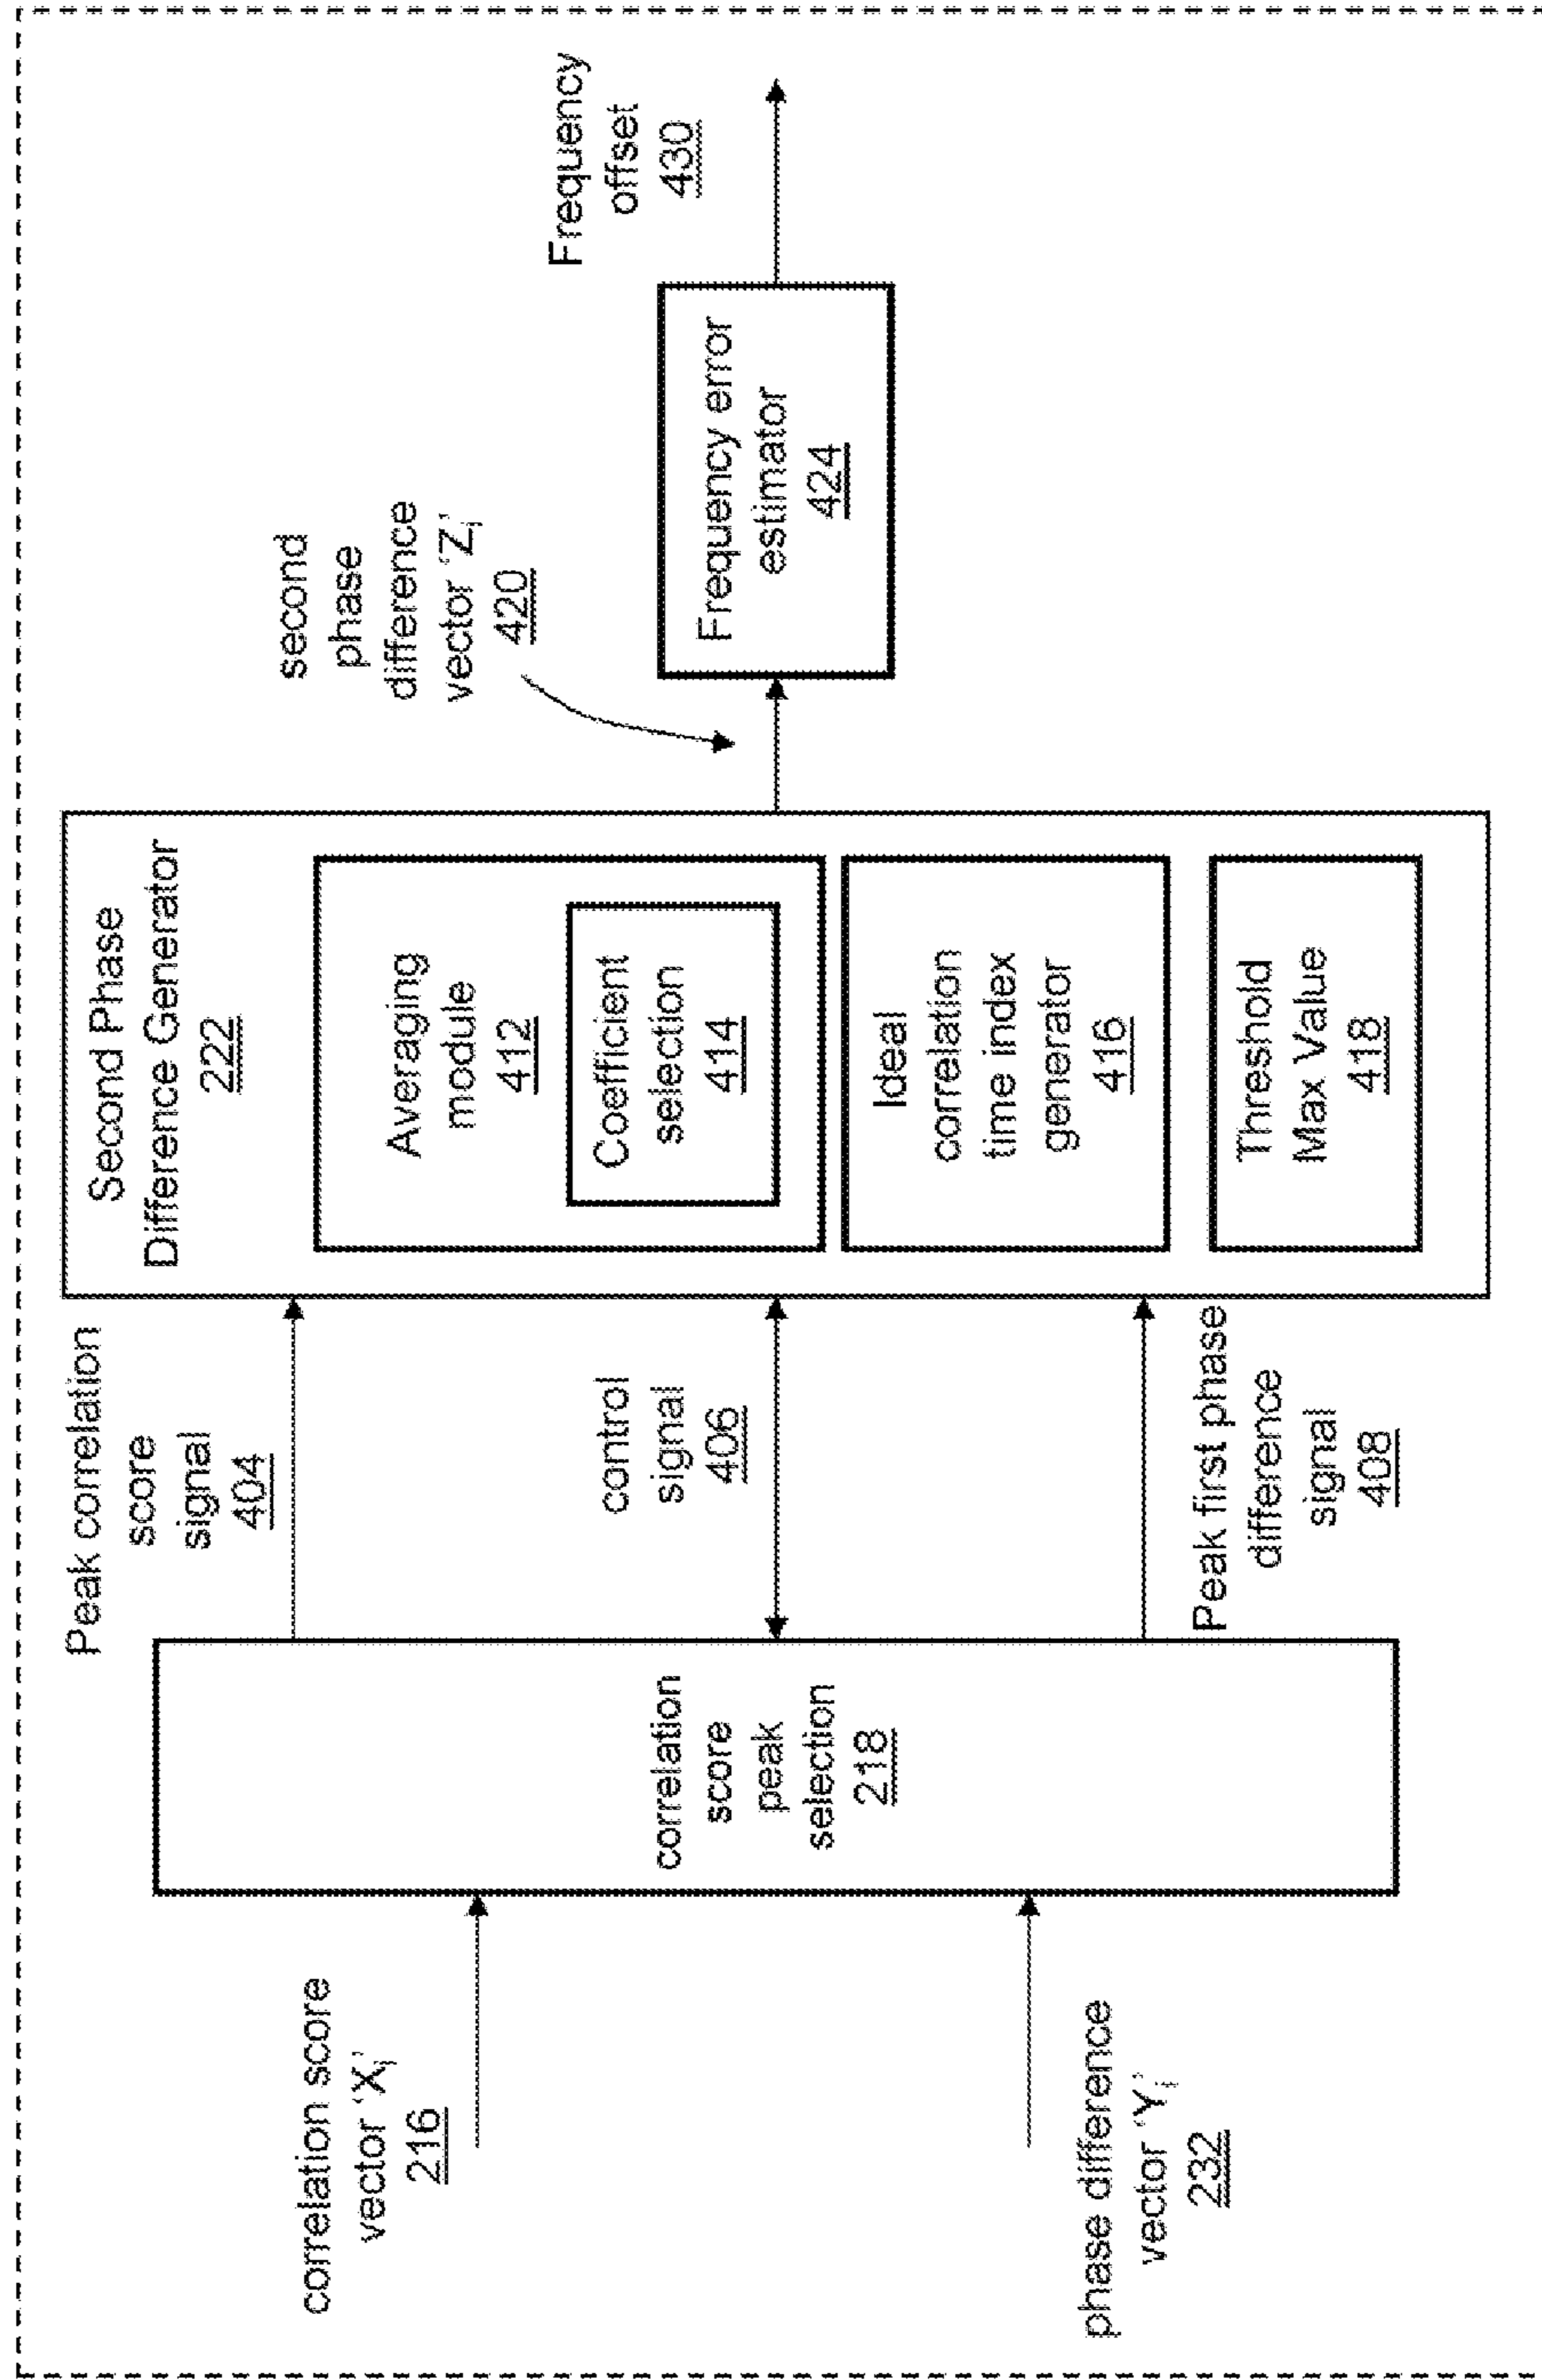 correlation score
vector 'Xi'
216
phase difference
vector 'Yi'
232
correlation
score
peak
selection
218
Peak correlation
score
signal
404
control
signal
406
Peak first phase
difference
signal
408
Second Phase
Difference Generator
222
Averaging
module
412
Coefficient
selection
414
Ideal
correlation
time index
generator
416
Threshold
Max Value
418
second
phase
difference
vector 'Zi'
420
Frequency error
estimator
424
Frequency
offset
430